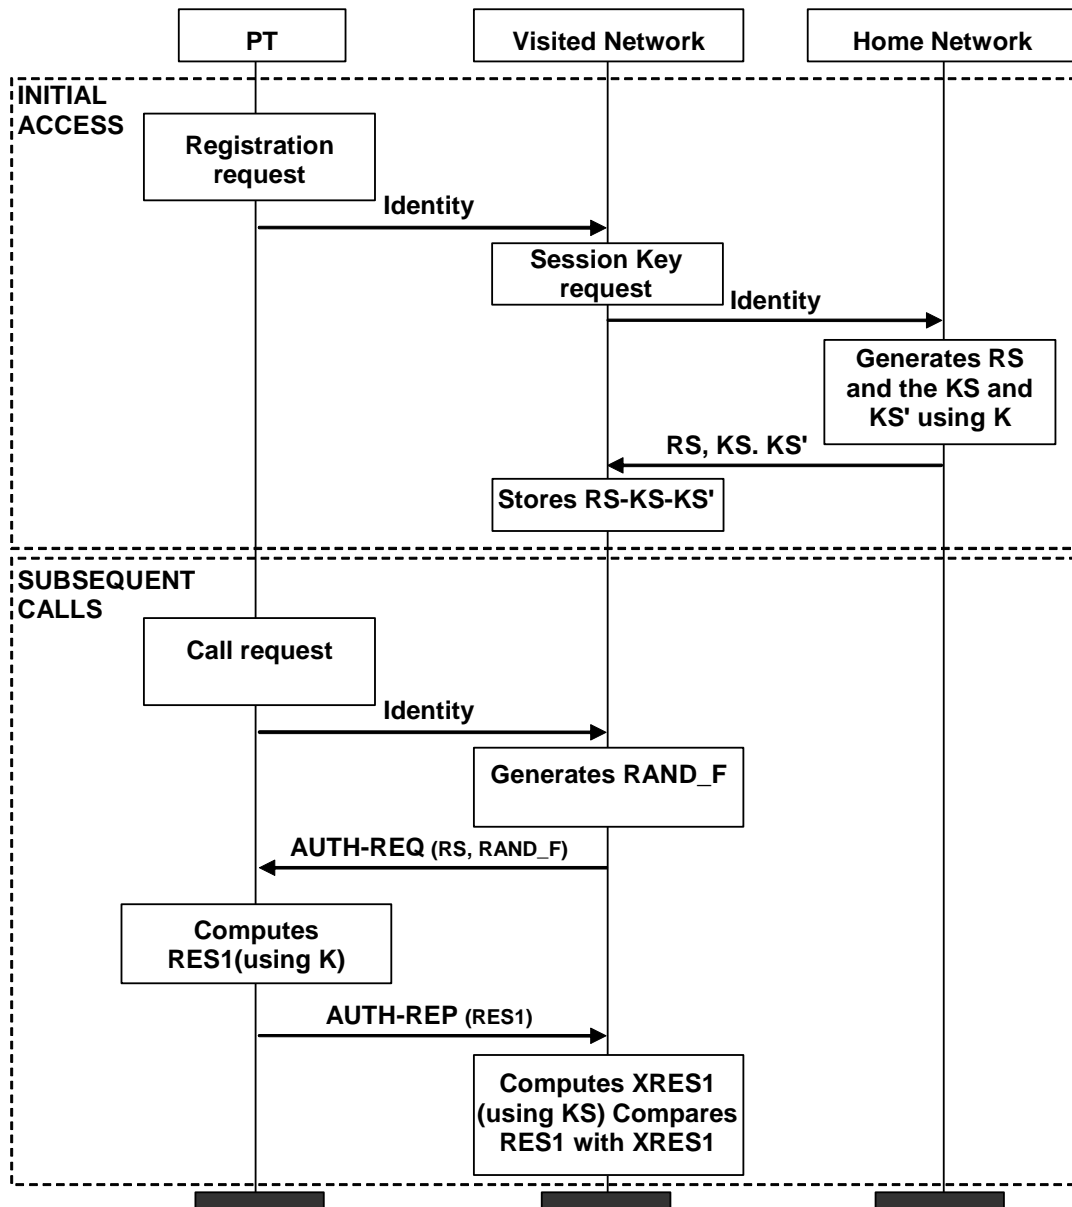 PT
Visited Network
Home Network
INITIAL
ACCESS
Registration
request
Identity
Session Key
request
Identity
Generates RS
and the KS and
KS' using K
RS, KS. KS'
Stores RS-KS-KS'
SUBSEQUENT
CALLS
Call request
Identity
Generates RAND_F
AUTH-REQ (RS, RAND_F)
Computes
RES1(using K)
AUTH-REP (RES1)
Computes XRES1
(using KS) Compares
RES1 with XRES1